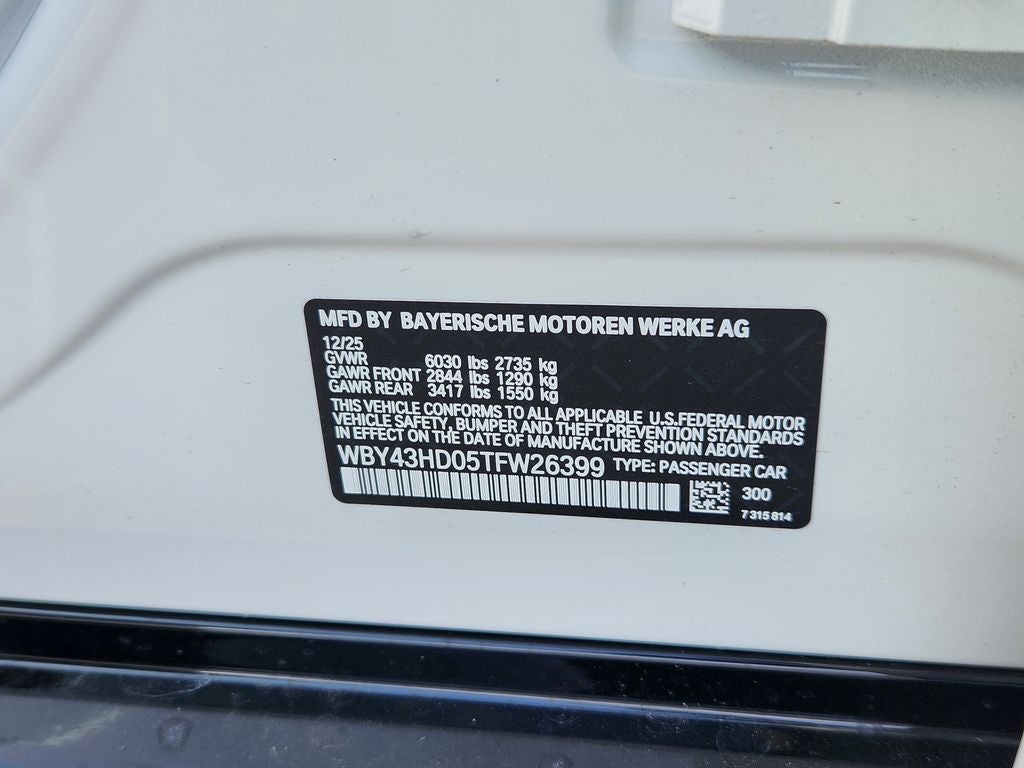 MFD BY BAYERISCHE MOTOREN WERKE AG
12/25
GVWR 6030 lbs 2735 kg
GAWR FRONT 2844 lbs 1290 kg
GAWR REAR 3417 lbs 1550 kg
THIS VEHICLE CONFORMS TO ALL APPLICABLE U.S.FEDERAL MOTOR
VEHICLE SAFETY, BUMPER AND THEFT PREVENTION STANDARDS
IN EFFECT ON THE DATE OF MANUFACTURE SHOWN ABOVE.
WBY43HD05TFW26399 TYPE: PASSENGER CAR
300
7 315 814